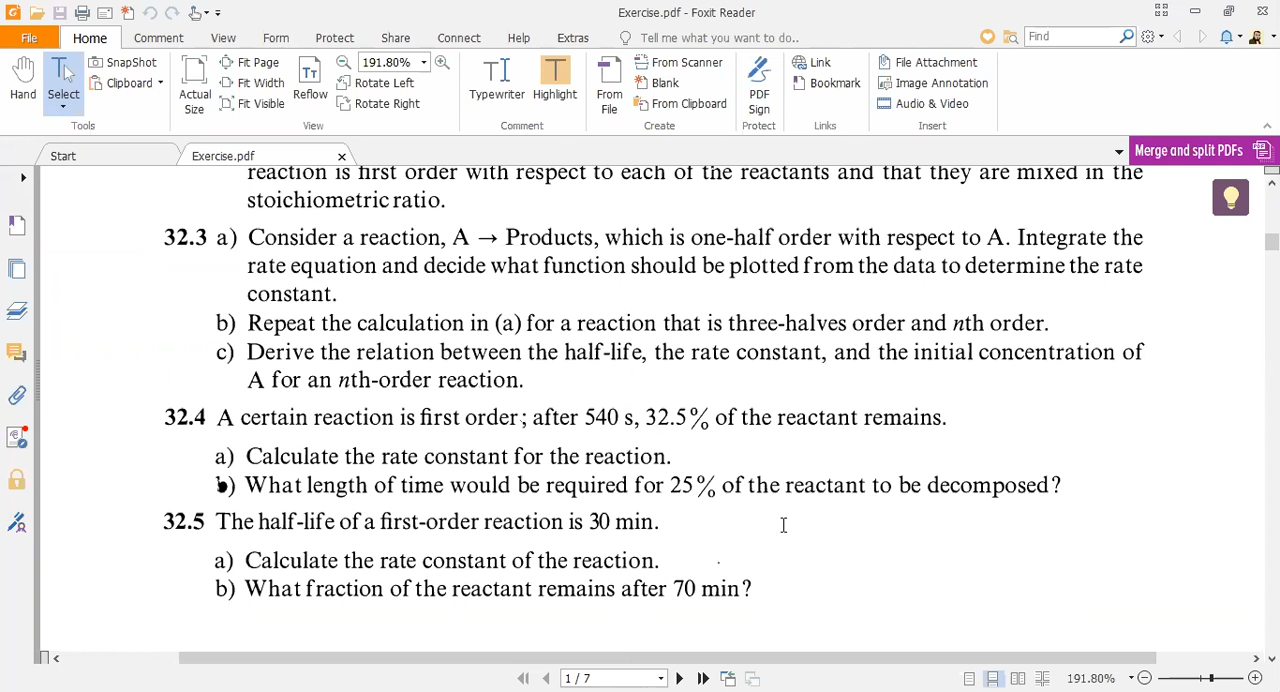 Exercise.pdf - Foxit Reader
File Home Comment View Form Protect Share Connect Help Extras Tell me what you want to do... Find
SnapShot Fit Page 191.80% From Scanner Link File Attachment
Clipboard Fit Width Rotate Left Blank Bookmark Image Annotation
Hand Select Actual Size Reflow Fit Visible Rotate Right Typewriter Highlight From File From Clipboard PDF Sign Audio & Video
Tools View Comment Create Protect Links Insert
Start Exercise.pdf Merge and split PDFs
reaction is first order with respect to each of the reactants and that they are mixed in the
stoichiometric ratio.
32.3 a) Consider a reaction, A → Products, which is one-half order with respect to A. Integrate the
rate equation and decide what function should be plotted from the data to determine the rate
constant.
b) Repeat the calculation in (a) for a reaction that is three-halves order and nth order.
c) Derive the relation between the half-life, the rate constant, and the initial concentration of
A for an nth-order reaction.
32.4 A certain reaction is first order; after 540 s, 32.5% of the reactant remains.
a) Calculate the rate constant for the reaction.
b) What length of time would be required for 25% of the reactant to be decomposed?
32.5 The half-life of a first-order reaction is 30 min.
a) Calculate the rate constant of the reaction.
b) What fraction of the reactant remains after 70 min?
1 / 7 191.80%